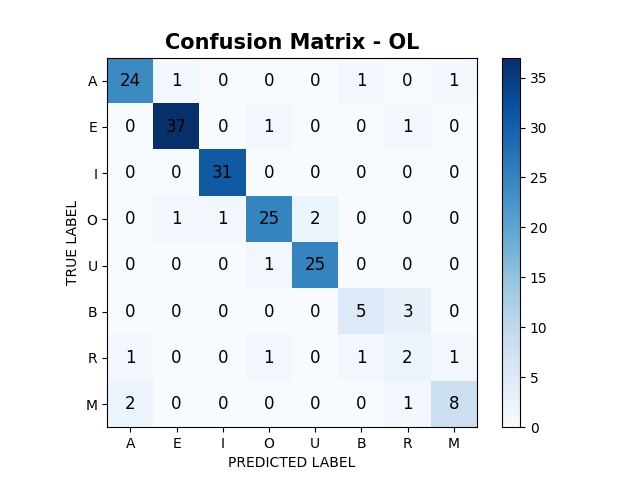 Confusion Matrix - OL
TRUE LABEL
A 24 1 0 0 0 1 0 1
E 0 37 0 1 0 0 1 0
I 0 0 31 0 0 0 0 0
O 0 1 1 25 2 0 0 0
U 0 0 0 1 25 0 0 0
B 0 0 0 0 0 5 3 0
R 1 0 0 1 0 1 2 1
M 2 0 0 0 0 0 1 8
A E I O U B R M
PREDICTED LABEL
35
30
25
20
15
10
5
0